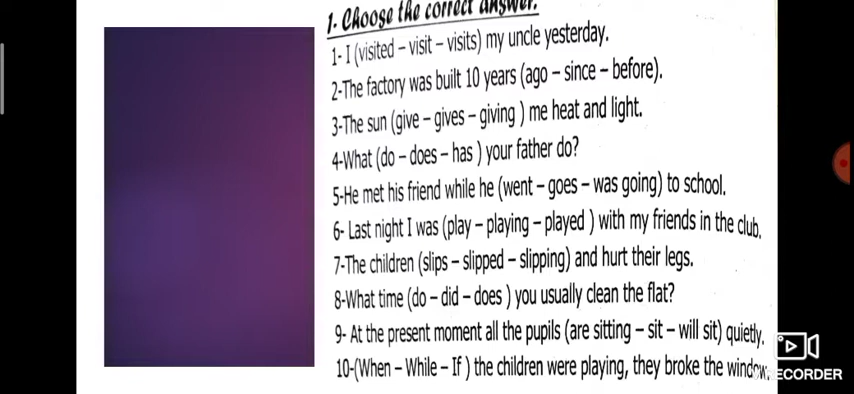 1- Choose the correct answer.
1- I (visited – visit – visits) my uncle yesterday.
2-The factory was built 10 years (ago – since – before).
3-The sun (give – gives – giving ) me heat and light.
4-What (do – does – has ) your father do?
5-He met his friend while he (went – goes – was going) to school.
6- Last night I was (play – playing – played ) with my friends in the club.
7-The children (slips – slipped – slipping) and hurt their legs.
8-What time (do – did – does ) you usually clean the flat?
9- At the present moment all the pupils (are sitting – sit – will sit) quietly.
10-(When – While – If ) the children were playing, they broke the window.
ECORDER